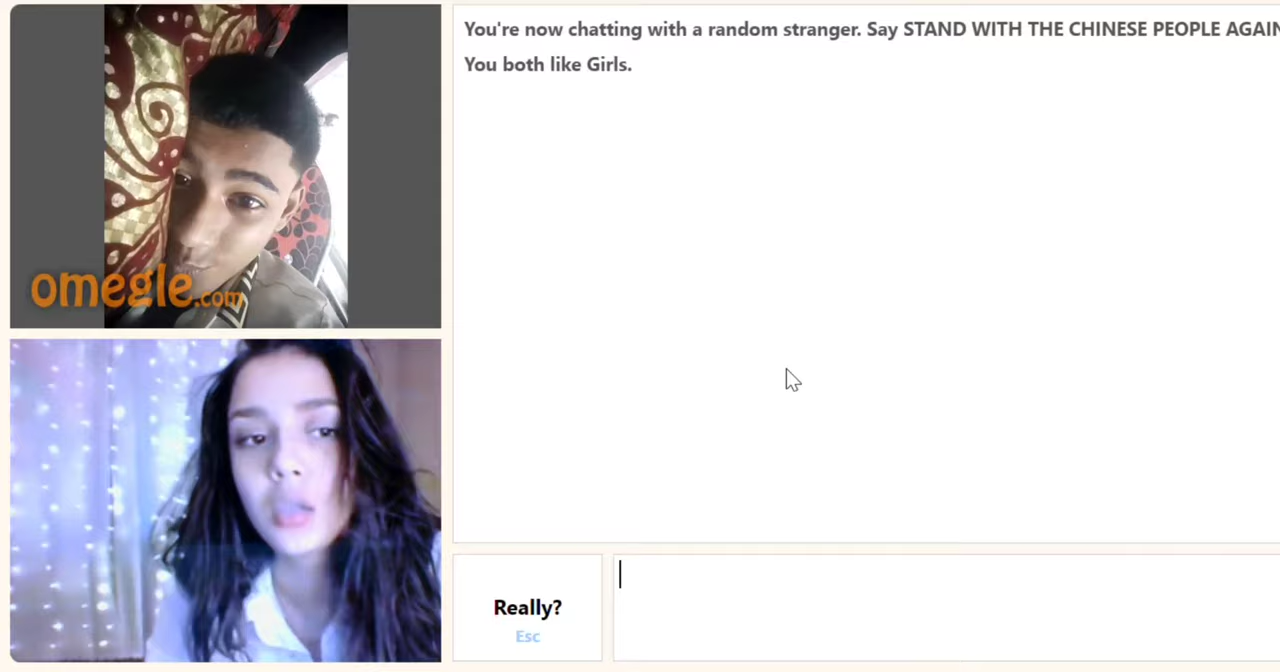 You're now chatting with a random stranger. Say STAND WITH THE CHINESE PEOPLE AGAIN
You both like Girls.
omegle.com
Really?
Esc